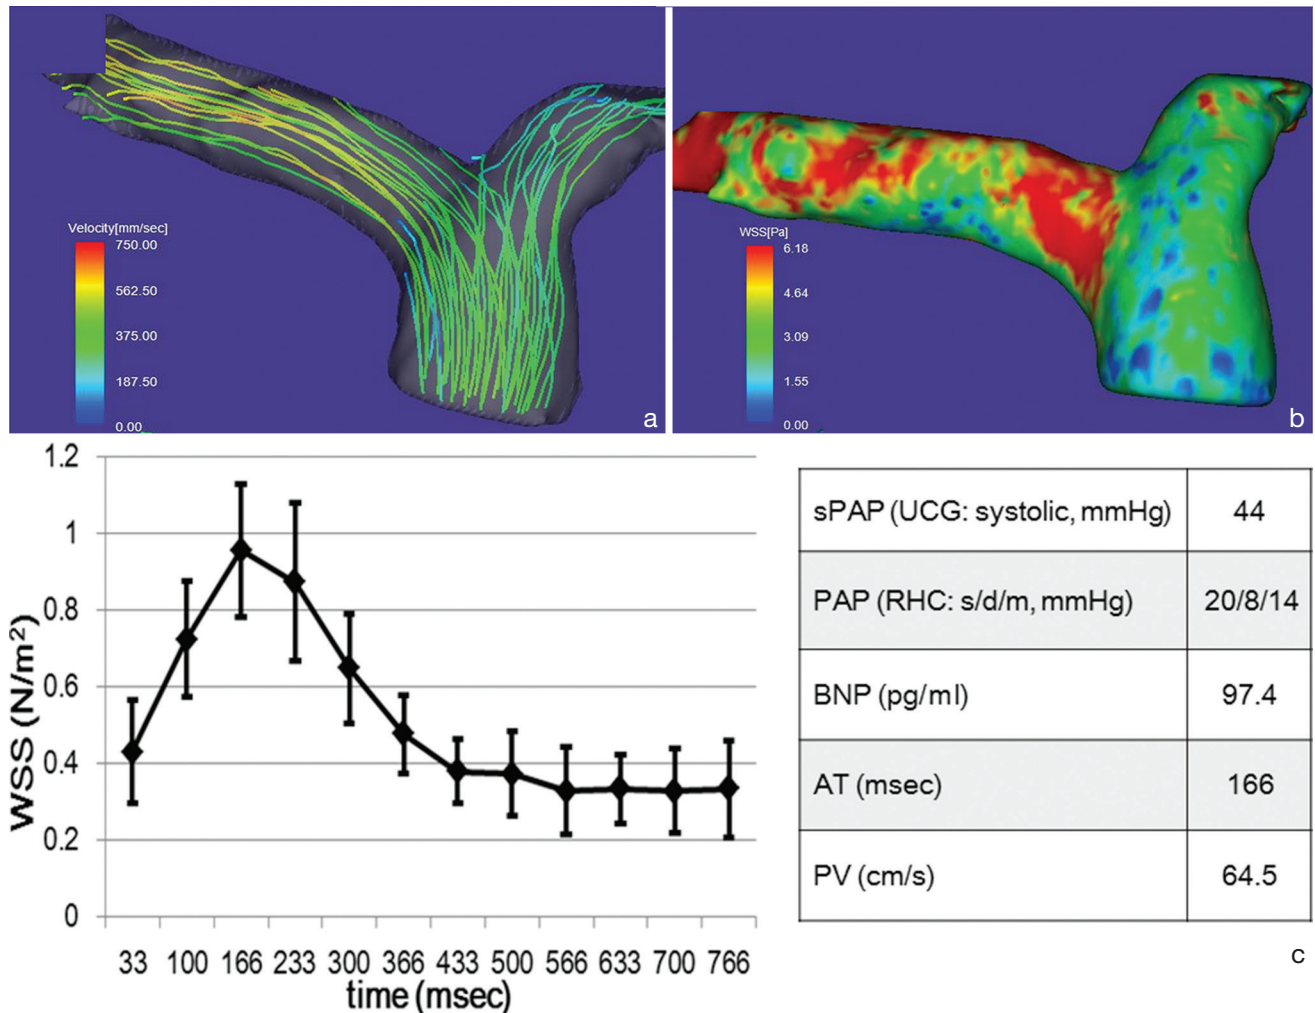 Velocity[mm/sec]
750.00
562.50
375.00
187.50
0.00
a
WSS[Pa]
6.18
4.64
3.09
1.55
0.00
b
WSS (N/m²)
1.2
1
0.8
0.6
0.4
0.2
0
33 100 166 233 300 366 433 500 566 633 700 766
time (msec)
sPAP (UCG: systolic, mmHg) 44
PAP (RHC: s/d/m, mmHg) 20/8/14
BNP (pg/ml) 97.4
AT (msec) 166
PV (cm/s) 64.5
c